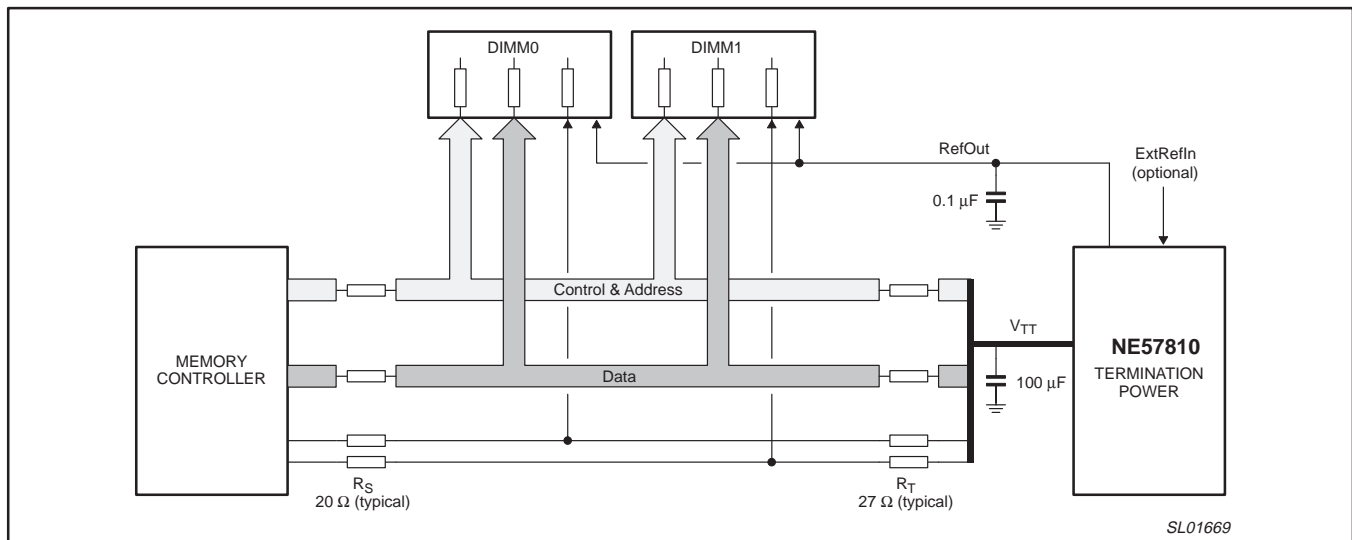 DIMM0
DIMM1
RefOut
ExtRefIn
(optional)
0.1 μF
MEMORY
CONTROLLER
Control & Address
Data
VTT
100 μF
NE57810
TERMINATION
POWER
RS
20 Ω (typical)
RT
27 Ω (typical)
SL01669